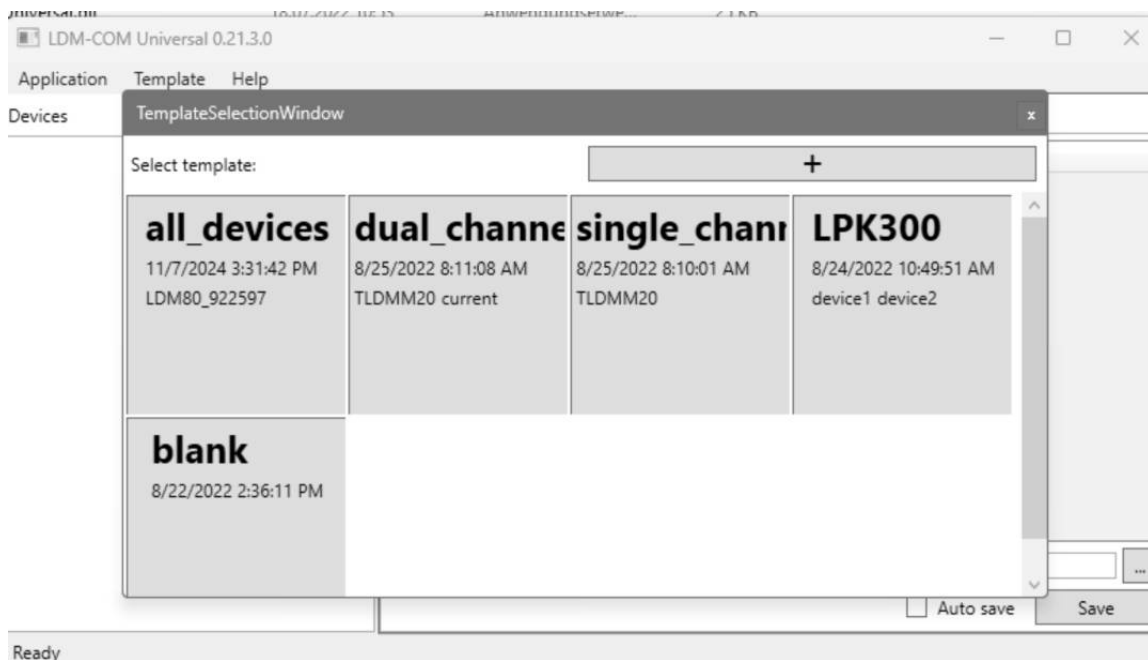 LDM-COM Universal 0.21.3.0
Application Template Help
Devices
TemplateSelectionWindow
x
Select template:
+
all_devices
11/7/2024 3:31:42 PM
LDM80_922597
dual_channe
8/25/2022 8:11:08 AM
TLDMM20 current
single_chann
8/25/2022 8:10:01 AM
TLDMM20
LPK300
8/24/2022 10:49:51 AM
device1 device2
blank
8/22/2022 2:36:11 PM
...
Auto save
Save
Ready